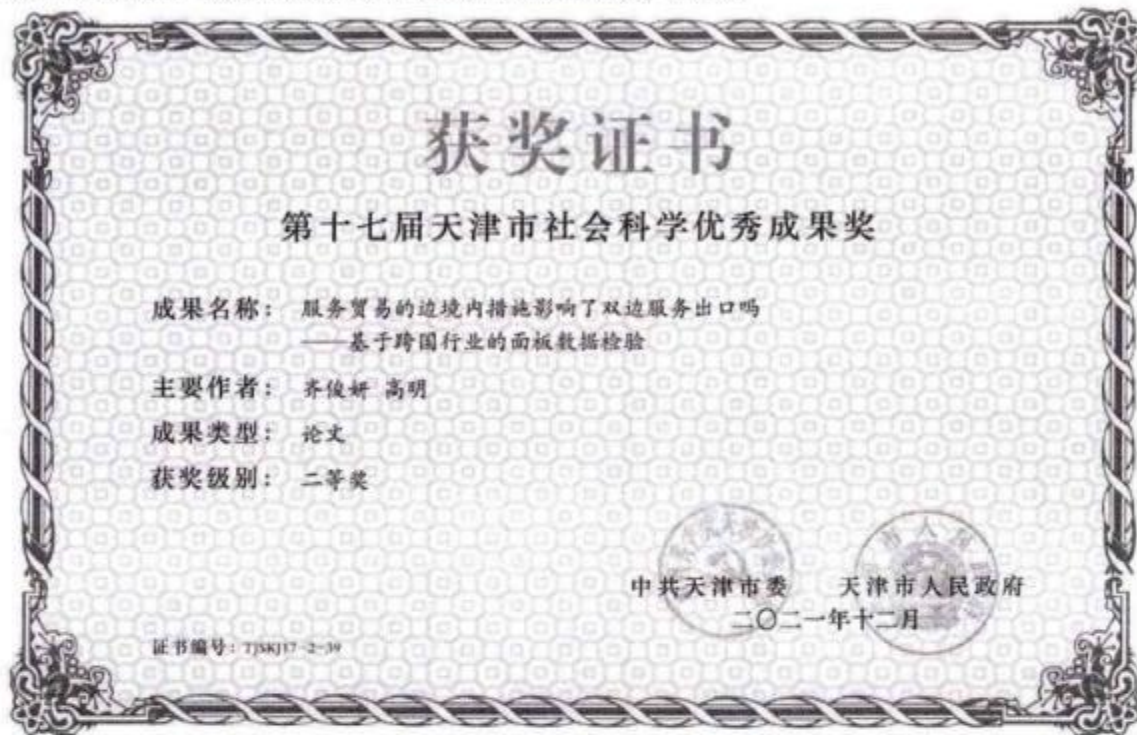 获奖证书
第十七届天津市社会科学优秀成果奖
成果名称： 服务贸易的边境内措施影响了双边服务出口吗
——基于跨国行业的面板数据检验
主要作者： 齐俊妍 高明
成果类型： 论文
获奖级别： 二等奖
中共天津市委 天津市人民政府
二〇二一年十二月
证书编号：TJSKJ17-2-39